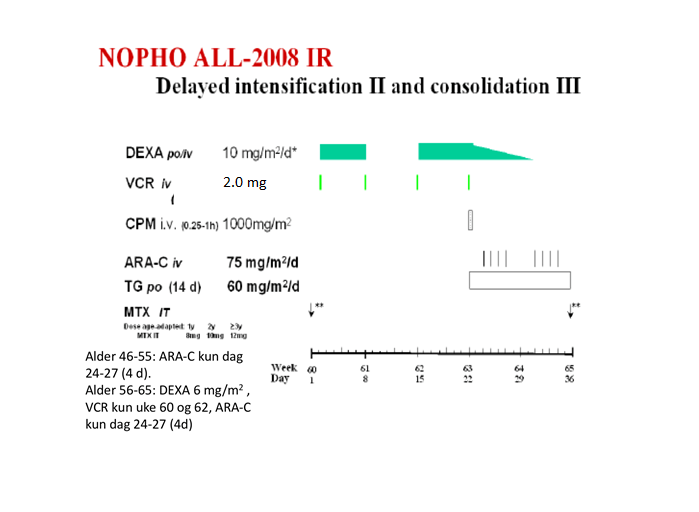 NOPHO ALL-2008 IR
Delayed intensification II and consolidation III
DEXA po/iv 10 mg/m²/d*
VCR iv 2.0 mg
(
CPM i.v. (0.25-1h) 1000mg/m²
ARA-C iv 75 mg/m²/d
TG po (14 d) 60 mg/m²/d
MTX IT ** **
Dose age-adapted: 1y 2y ≥3y
MTX IT 8mg 10mg 12mg
Alder 46-55: ARA-C kun dag
24-27 (4 d).
Alder 56-65: DEXA 6 mg/m² ,
VCR kun uke 60 og 62, ARA-C
kun dag 24-27 (4d)
Week 60 61 62 63 64 65
Day 1 8 15 22 29 36